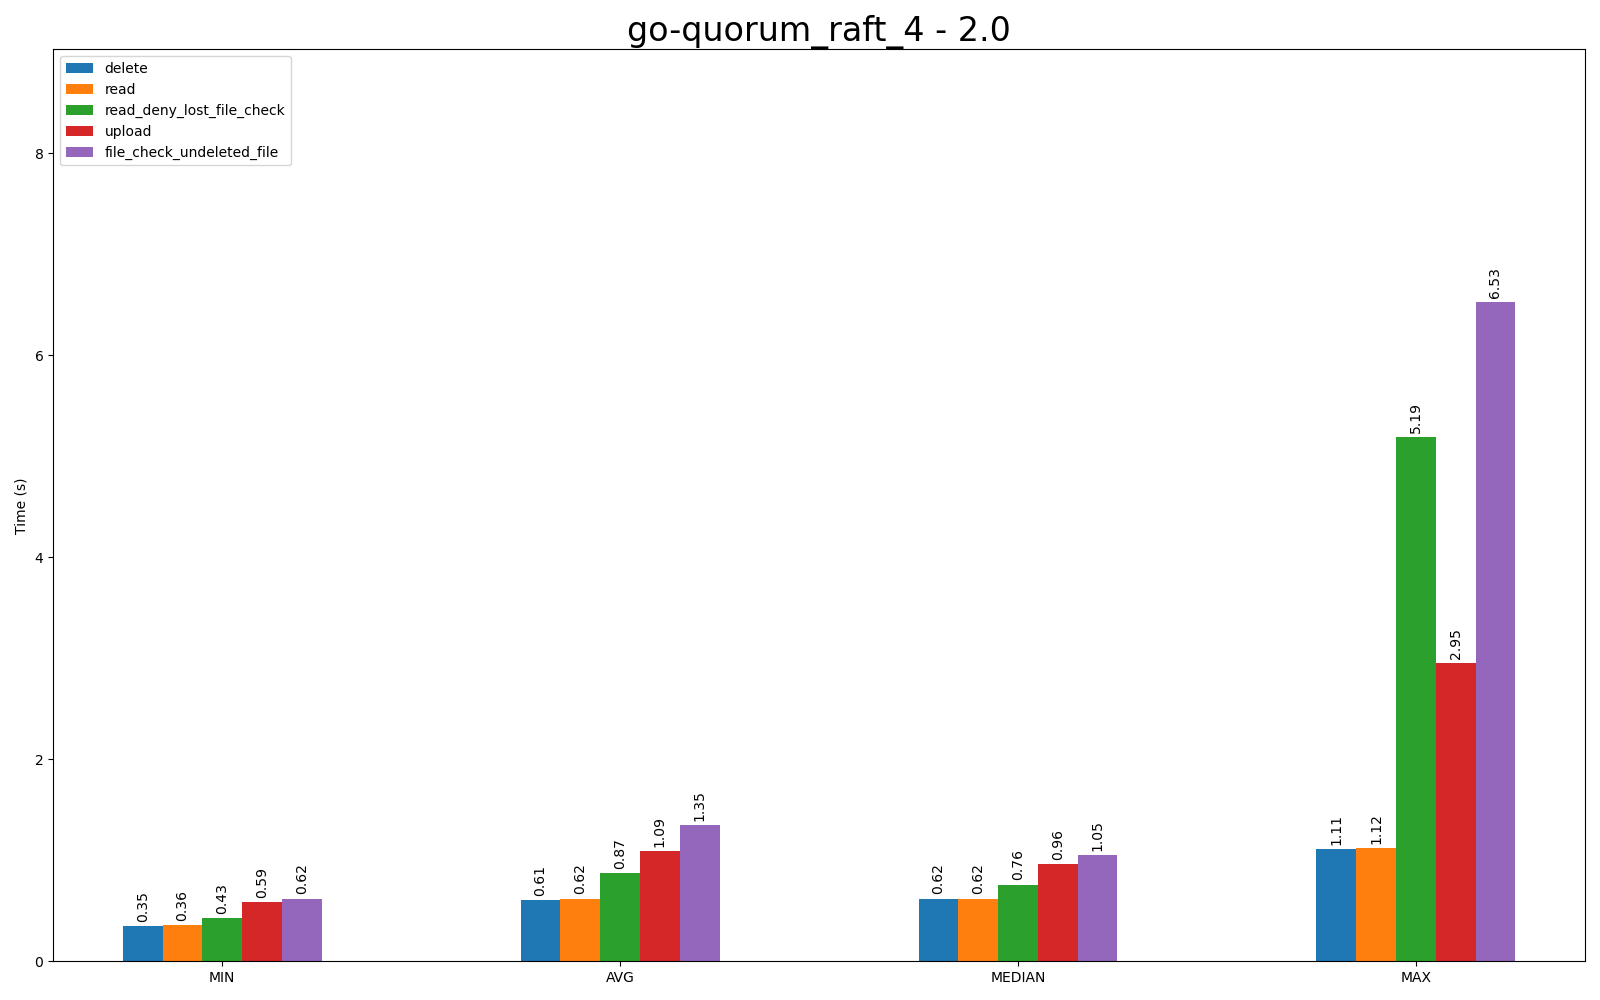 go-quorum_raft_4 - 2.0
delete
read
read_deny_lost_file_check
upload
file_check_undeleted_file
Time (s)
8
6
4
2
0
0.35
0.36
0.43
0.59
0.62
0.61
0.62
0.87
1.09
1.35
0.62
0.62
0.76
0.96
1.05
1.11
1.12
5.19
2.95
6.53
MIN
AVG
MEDIAN
MAX